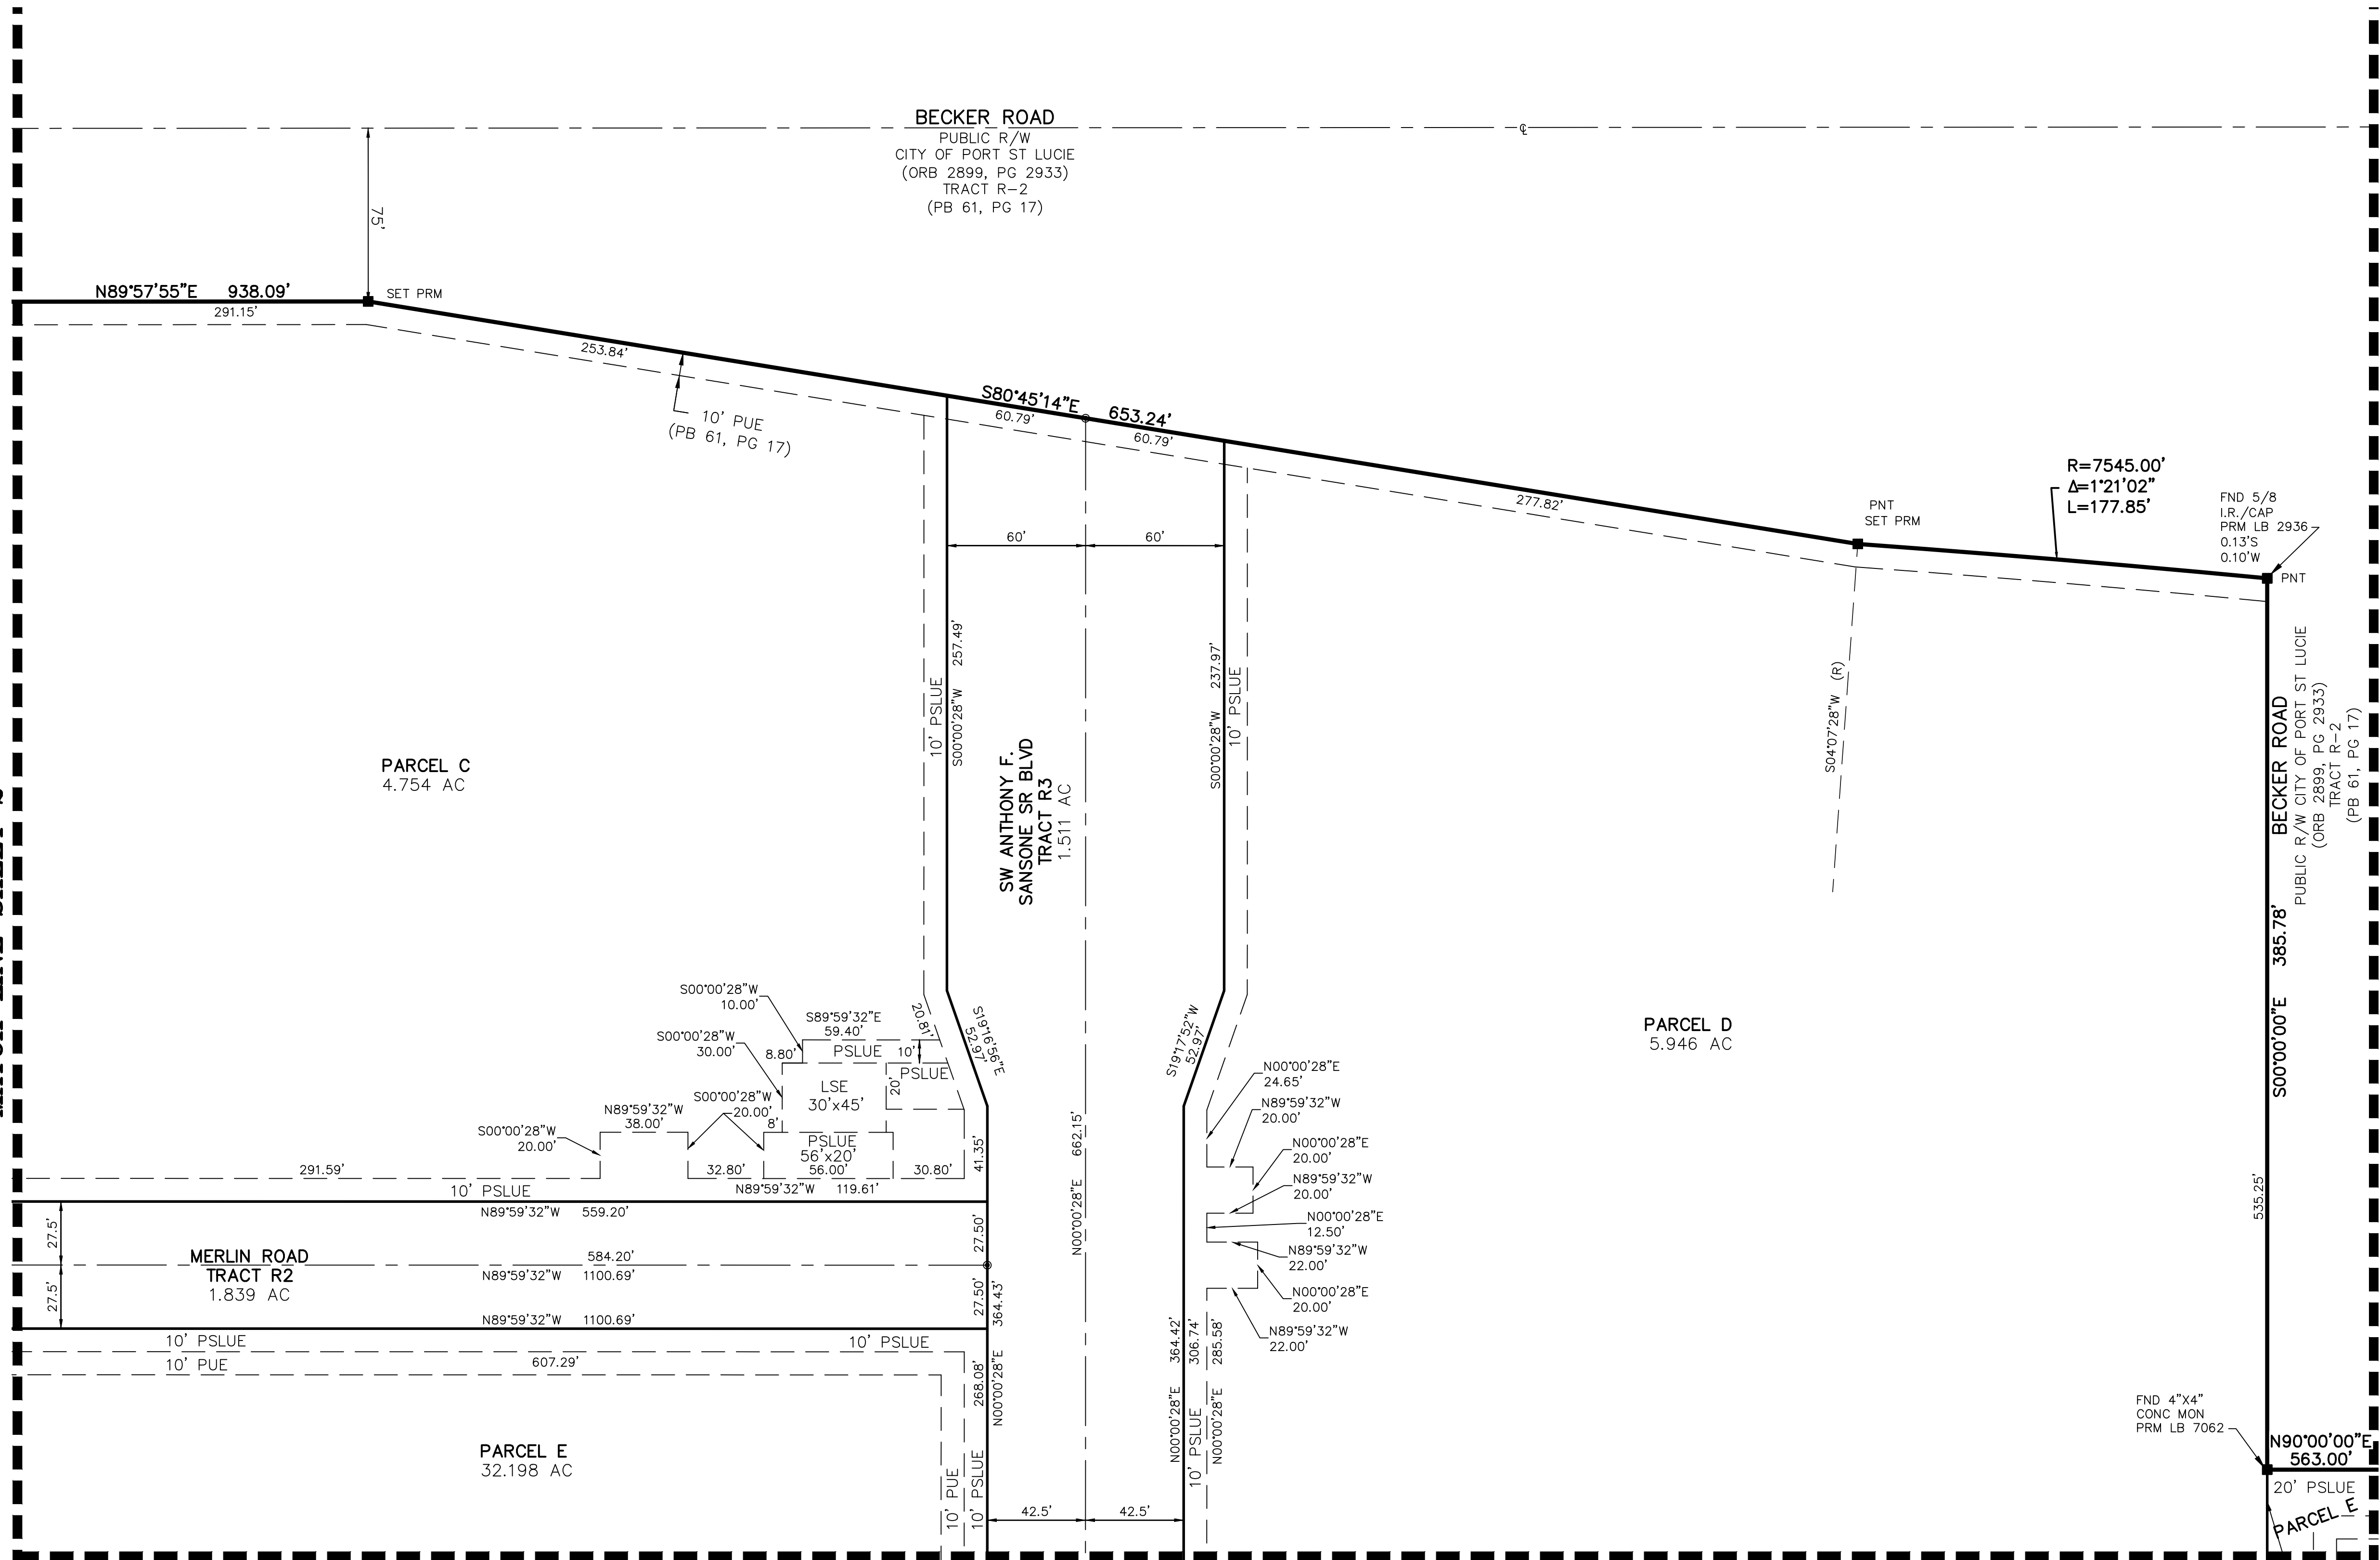 BECKER ROAD
PUBLIC R/W
CITY OF PORT ST LUCIE
(ORB 2899, PG 2933)
TRACT R-2
(PB 61, PG 17)
℄
75'
N89°57'55"E 938.09'
SET PRM
291.15'
253.84'
10' PUE
(PB 61, PG 17)
S80°45'14"E 653.24'
60.79'
60.79'
277.82'
60'
60'
PNT
SET PRM
R=7545.00'
Δ=1°21'02"
L=177.85'
FND 5/8
I.R./CAP
PRM LB 2936
0.13'S
0.10'W
PNT
BECKER ROAD
PUBLIC R/W CITY OF PORT ST LUCIE
(ORB 2899, PG 2933)
TRACT R-2
(PB 61, PG 17)
S00°00'00"E 385.78'
535.25'
S04°07'28"W (R)
10' PSLUE
S00°00'28"W 257.49'
S00°00'28"W 237.97'
10' PSLUE
SW ANTHONY F.
SANSONE SR BLVD
TRACT R3
1.511 AC
PARCEL C
4.754 AC
PARCEL D
5.946 AC
S00°00'28"W
10.00'
S89°59'32"E
59.40'
20.81'
S19°16'56"E
52.97'
S19°17'52"W
52.97'
S00°00'28"W
30.00'
8.80'
PSLUE
10'
PSLUE
20'
LSE
30'x45'
S00°00'28"W
20.00'
8'
N89°59'32"W
38.00'
S00°00'28"W
20.00'
PSLUE
56'x20'
56.00'
32.80'
30.80'
41.35'
291.59'
10' PSLUE
N89°59'32"W 119.61'
N89°59'32"W 559.20'
27.5'
27.5'
MERLIN ROAD
TRACT R2
1.839 AC
584.20'
N89°59'32"W 1100.69'
N89°59'32"W 1100.69'
27.50'
27.50'
364.43'
N00°00'28"E 662.15'
N00°00'28"E
24.65'
N89°59'32"W
20.00'
N00°00'28"E
20.00'
N89°59'32"W
20.00'
N00°00'28"E
12.50'
N89°59'32"W
22.00'
N00°00'28"E
20.00'
N89°59'32"W
22.00'
10' PSLUE
10' PSLUE
10' PUE
607.29'
268.08'
N00°00'28"E
N00°00'28"E 364.42'
306.74'
N00°00'28"E 285.58'
10' PSLUE
10' PUE
10' PSLUE
PARCEL E
32.198 AC
42.5'
42.5'
FND 4"X4"
CONC MON
PRM LB 7062
N90°00'00"E
563.00'
20' PSLUE
PARCEL E